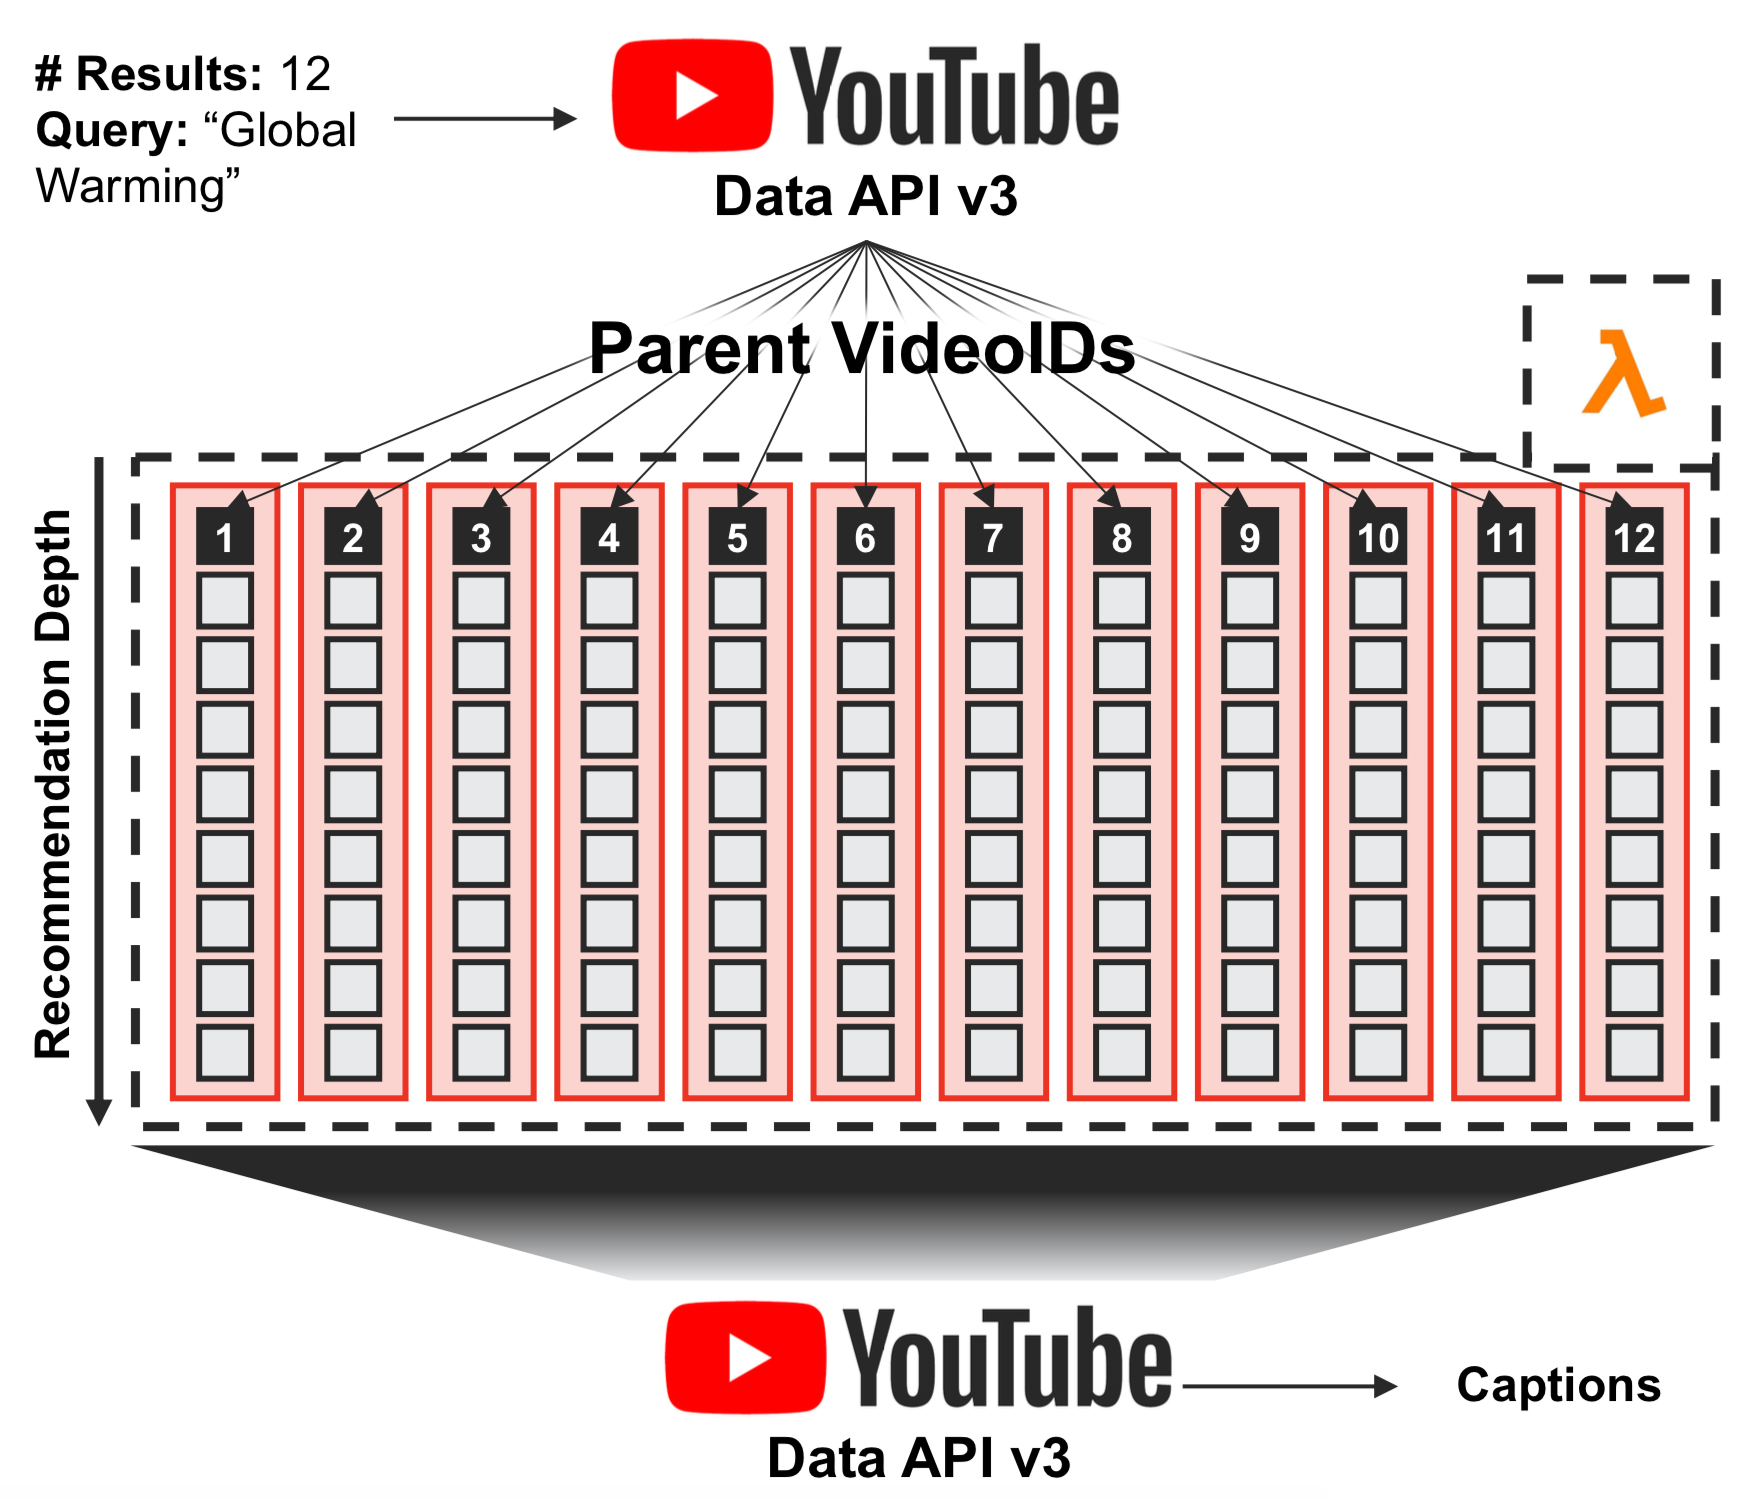 # Results: 12
Query: “Global
Warming”
YouTube
Data API v3
Parent VideoIDs
λ
Recommendation Depth
1 2 3 4 5 6 7 8 9 10 11 12
YouTube
Data API v3
Captions